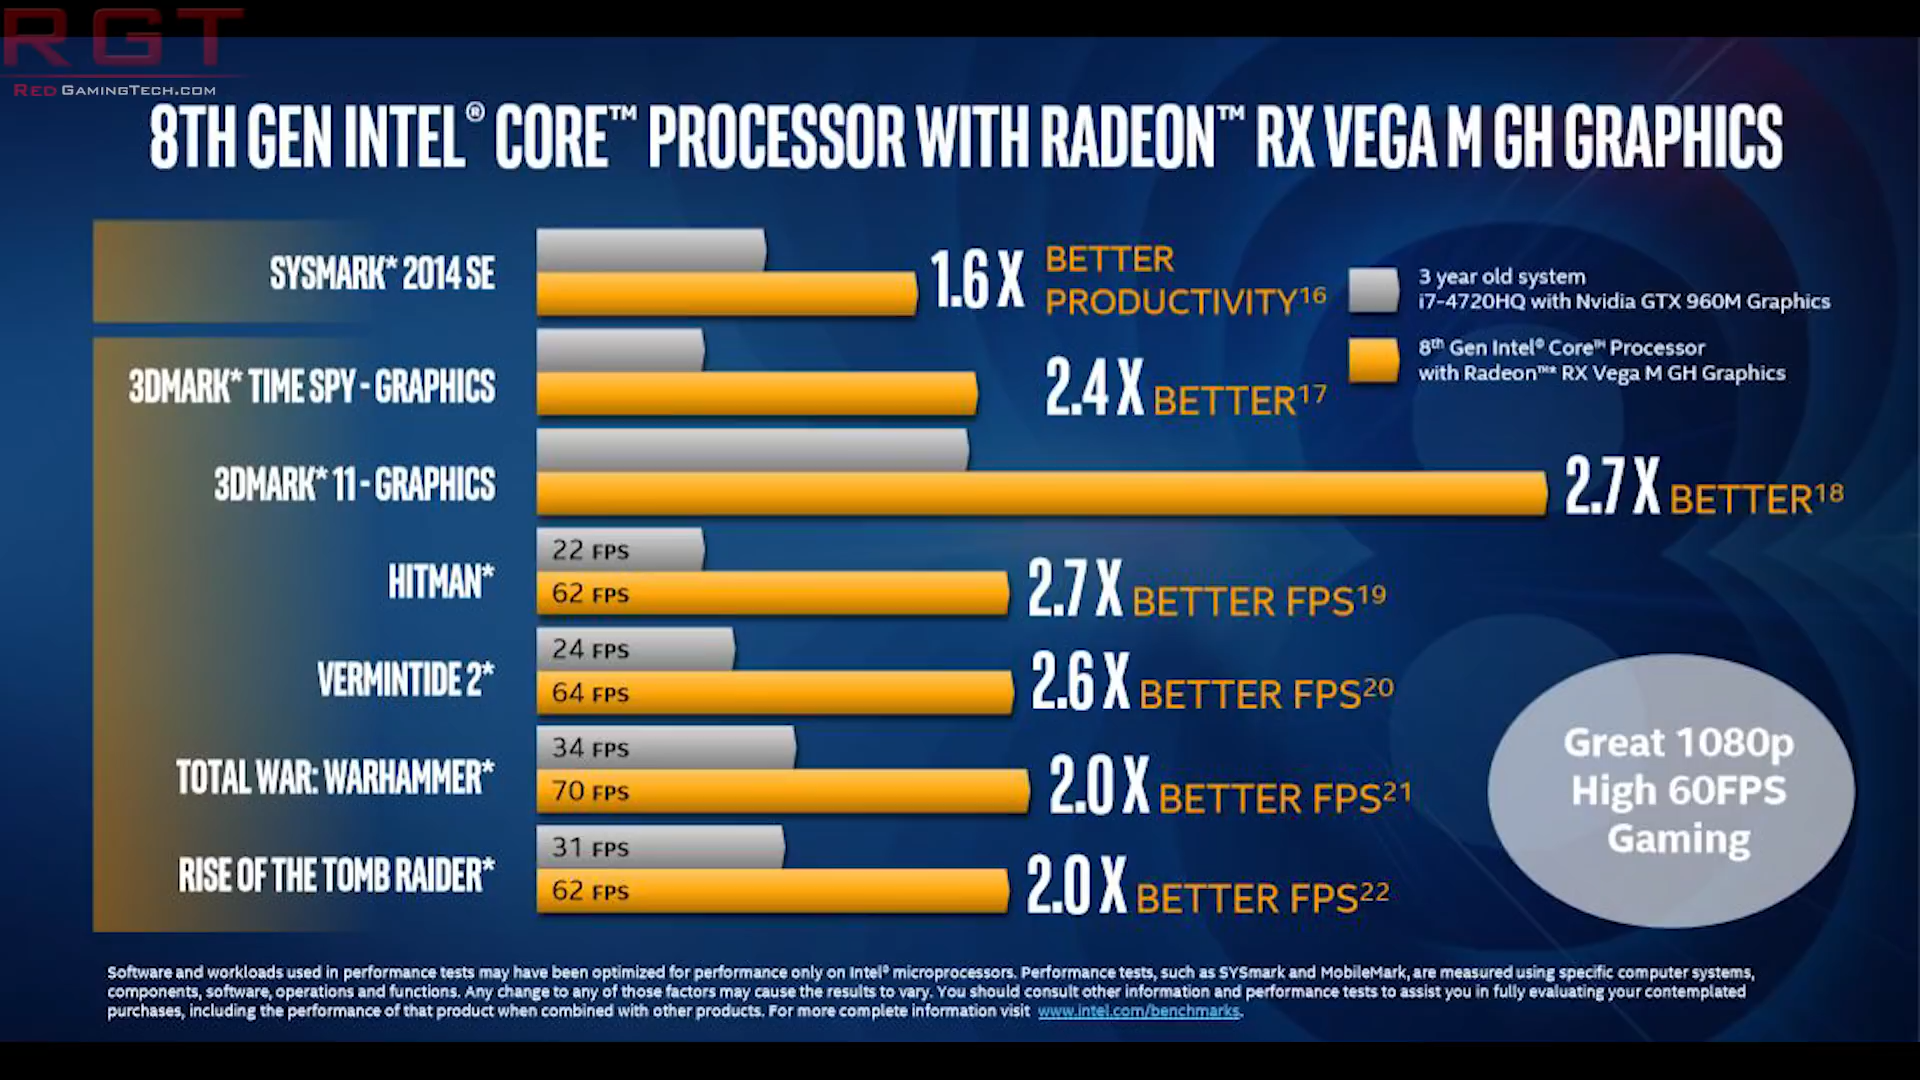 RGT
RED GAMINGTECH.COM
8TH GEN INTEL® CORE™ PROCESSOR WITH RADEON™ RX VEGA M GH GRAPHICS
SYSMARK* 2014 SE
1.6 X BETTER PRODUCTIVITY16
3 year old system
i7-4720HQ with Nvidia GTX 960M Graphics
8th Gen Intel® Core™ Processor
with Radeon™* RX Vega M GH Graphics
3DMARK* TIME SPY - GRAPHICS
2.4 X BETTER17
3DMARK* 11 - GRAPHICS
2.7 X BETTER18
HITMAN*
22 FPS
62 FPS
2.7 X BETTER FPS19
VERMINTIDE 2*
24 FPS
64 FPS
2.6 X BETTER FPS20
TOTAL WAR: WARHAMMER*
34 FPS
70 FPS
2.0 X BETTER FPS21
RISE OF THE TOMB RAIDER*
31 FPS
62 FPS
2.0 X BETTER FPS22
Great 1080p
High 60FPS
Gaming
Software and workloads used in performance tests may have been optimized for performance only on Intel® microprocessors. Performance tests, such as SYSmark and MobileMark, are measured using specific computer systems,
components, software, operations and functions. Any change to any of those factors may cause the results to vary. You should consult other information and performance tests to assist you in fully evaluating your contemplated
purchases, including the performance of that product when combined with other products. For more complete information visit www.intel.com/benchmarks.